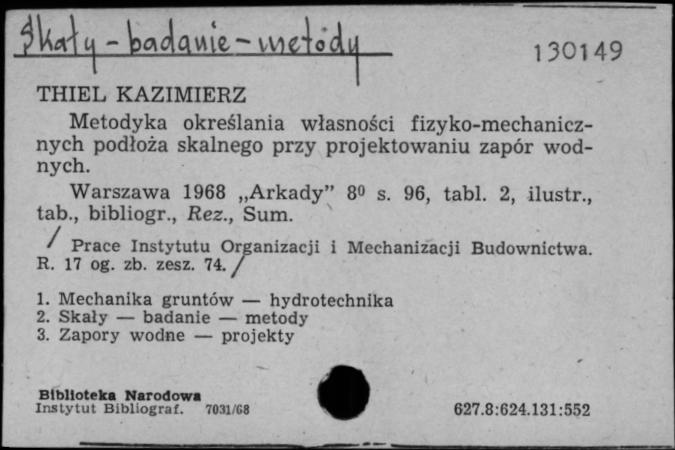 Skały - badanie - metody
130149
THIEL KAZIMIERZ
Metodyka określania własności fizyko-mechanicz-
nych podłoża skalnego przy projektowaniu zapór wod-
nych.
Warszawa 1968 „Arkady” 8⁰ s. 96, tabl. 2, ilustr.,
tab., bibliogr., Rez., Sum.
/ Prace Instytutu Organizacji i Mechanizacji Budownictwa.
R. 17 og. zb. zesz. 74. /
1. Mechanika gruntów — hydrotechnika
2. Skały — badanie — metody
3. Zapory wodne — projekty
Biblioteka Narodowa
Instytut Bibliograf. 7031/68
627.8:624.131:552